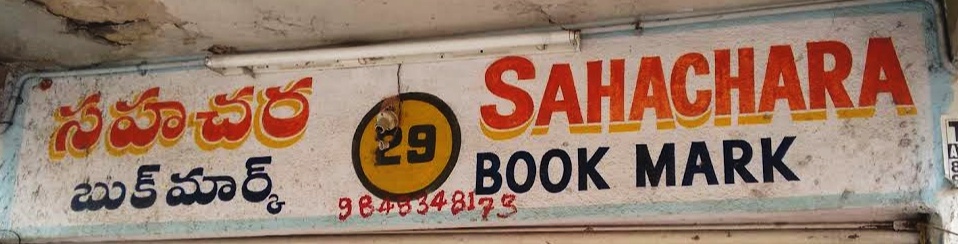 సహచర
బుక్ మార్క్
29
SAHACHARA
BOOK MARK
9848348173